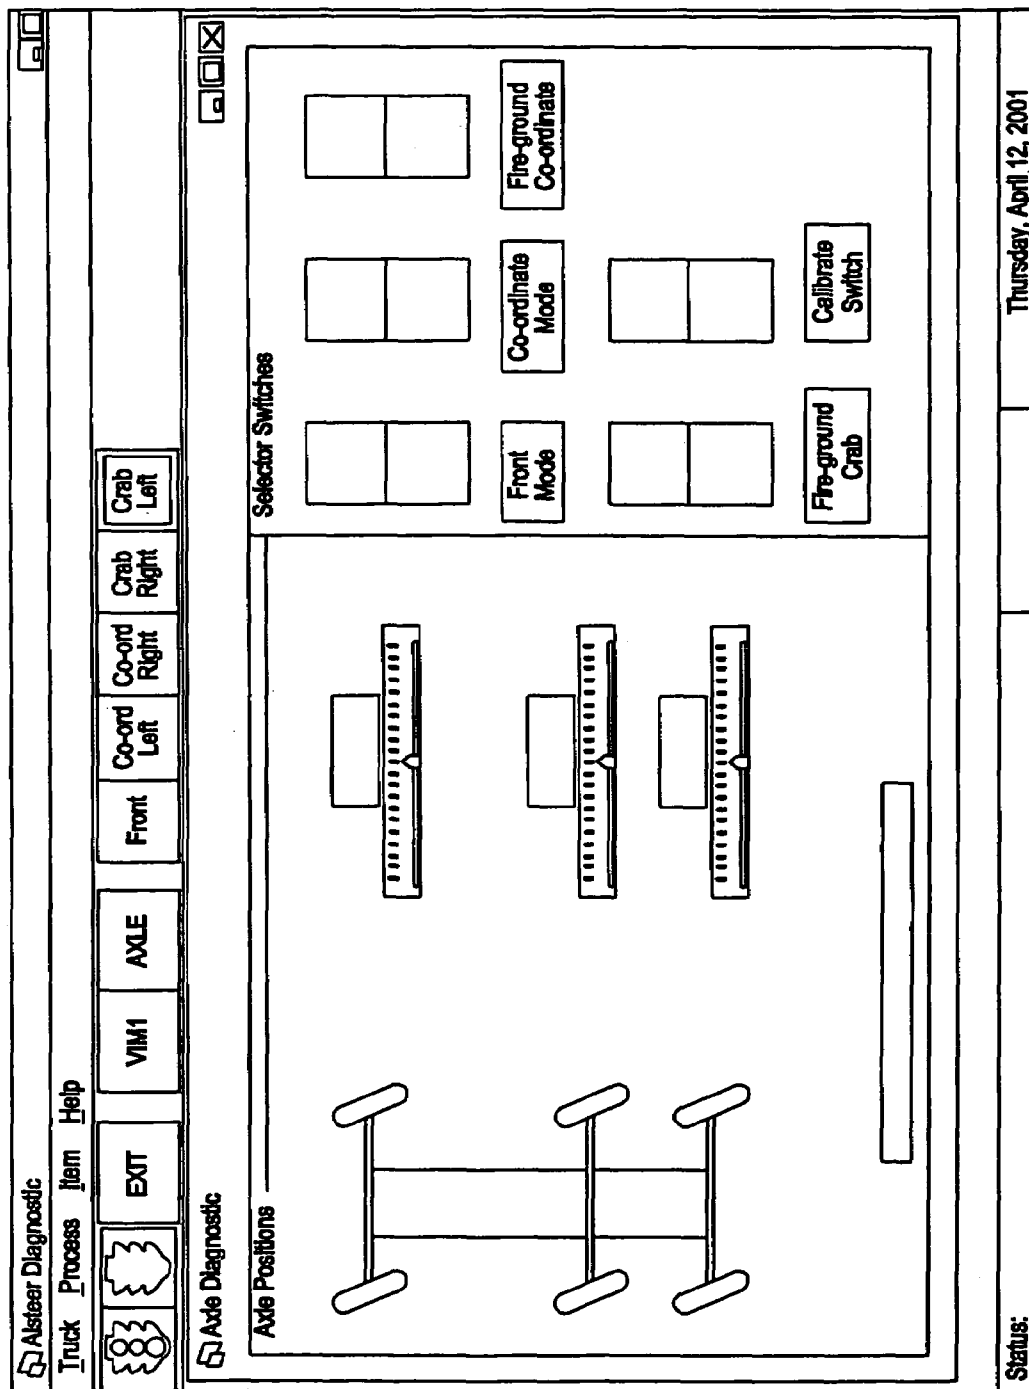 Alsteer Diagnostic
Truck Process Item Help
EXIT VIM1 AXLE Front Co-ord Left Co-ord Right Crab Right Crab Left
Axle Diagnostic
Axle Positions
Selector Switches
Front
Mode
Co-ordinate
Mode
Fire-ground
Co-ordinate
Fire-ground
Crab
Calibrate
Switch
Status:
Thursday, April 12, 2001